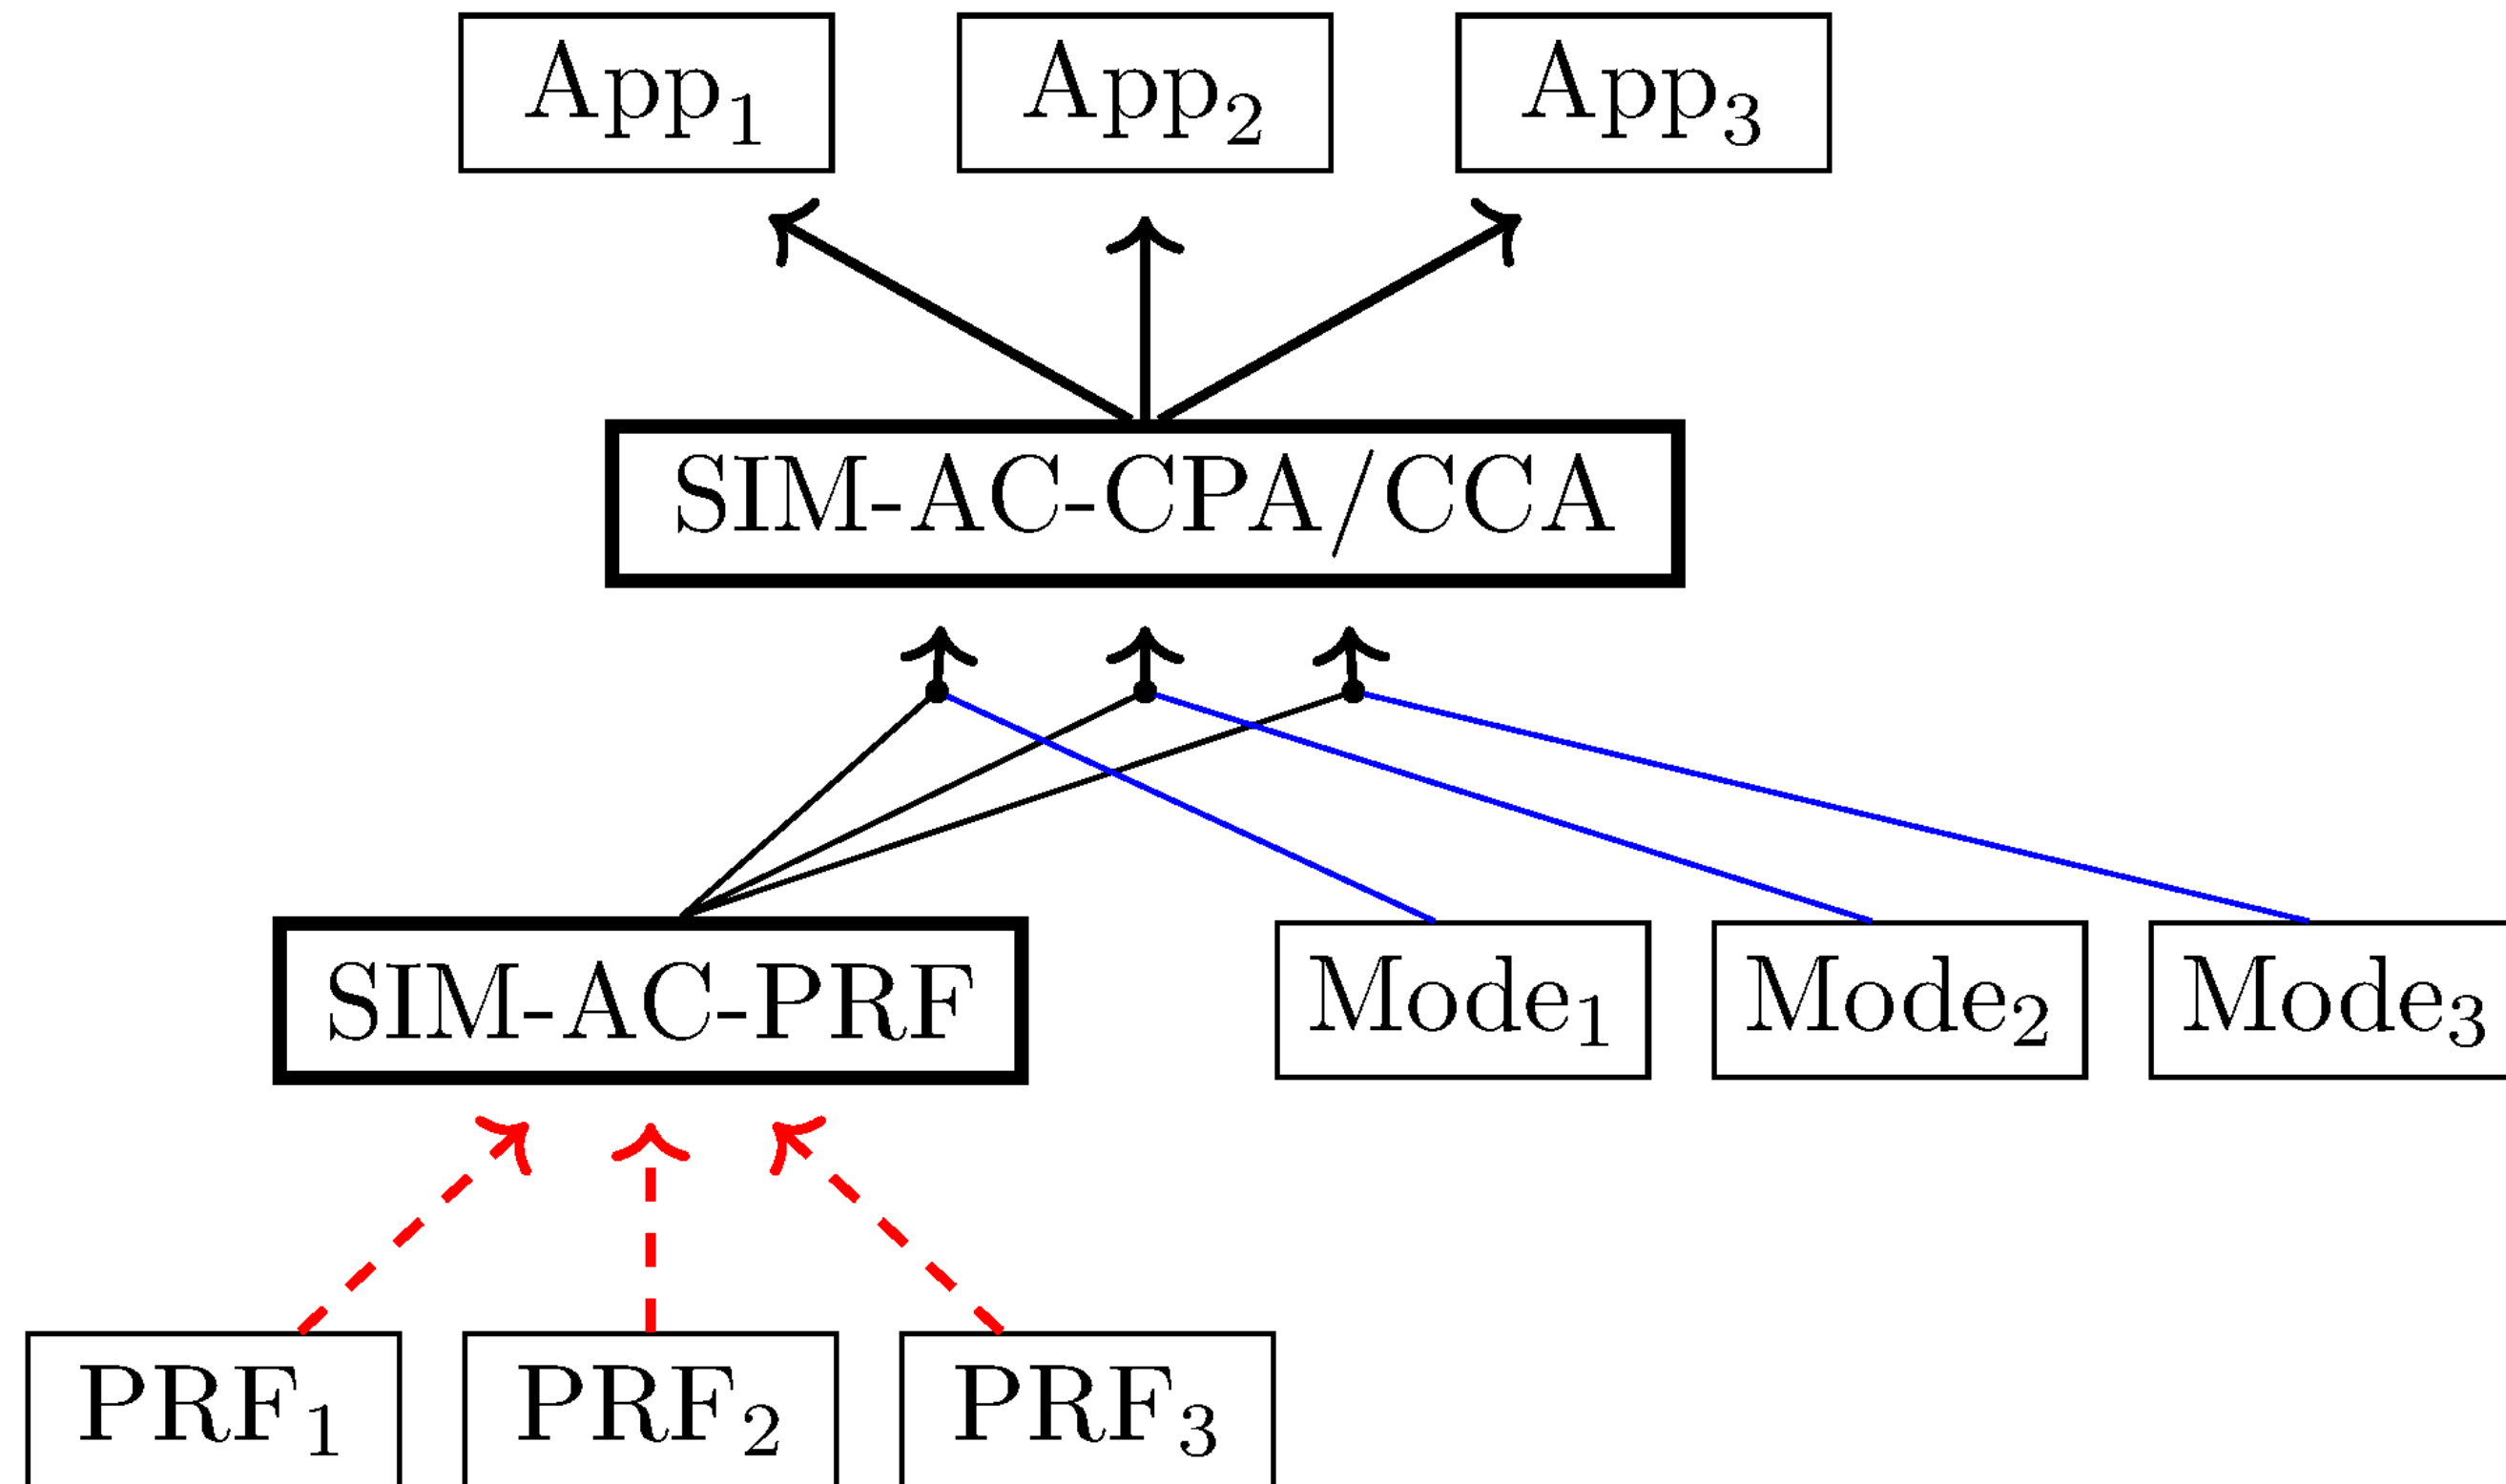 App₁ App₂ App₃
SIM-AC-CPA/CCA
SIM-AC-PRF Mode₁ Mode₂ Mode₃
PRF₁ PRF₂ PRF₃